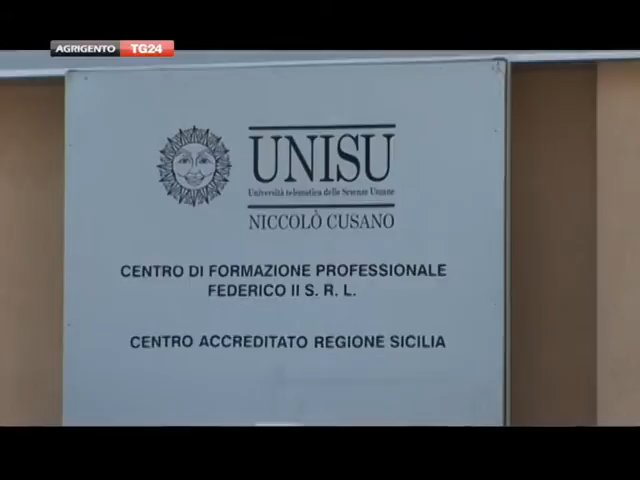 AGRIGENTO TG24
UNISU
Università telematica delle Scienze Umane
NICCOLÒ CUSANO
CENTRO DI FORMAZIONE PROFESSIONALE
FEDERICO II S. R. L.
CENTRO ACCREDITATO REGIONE SICILIA